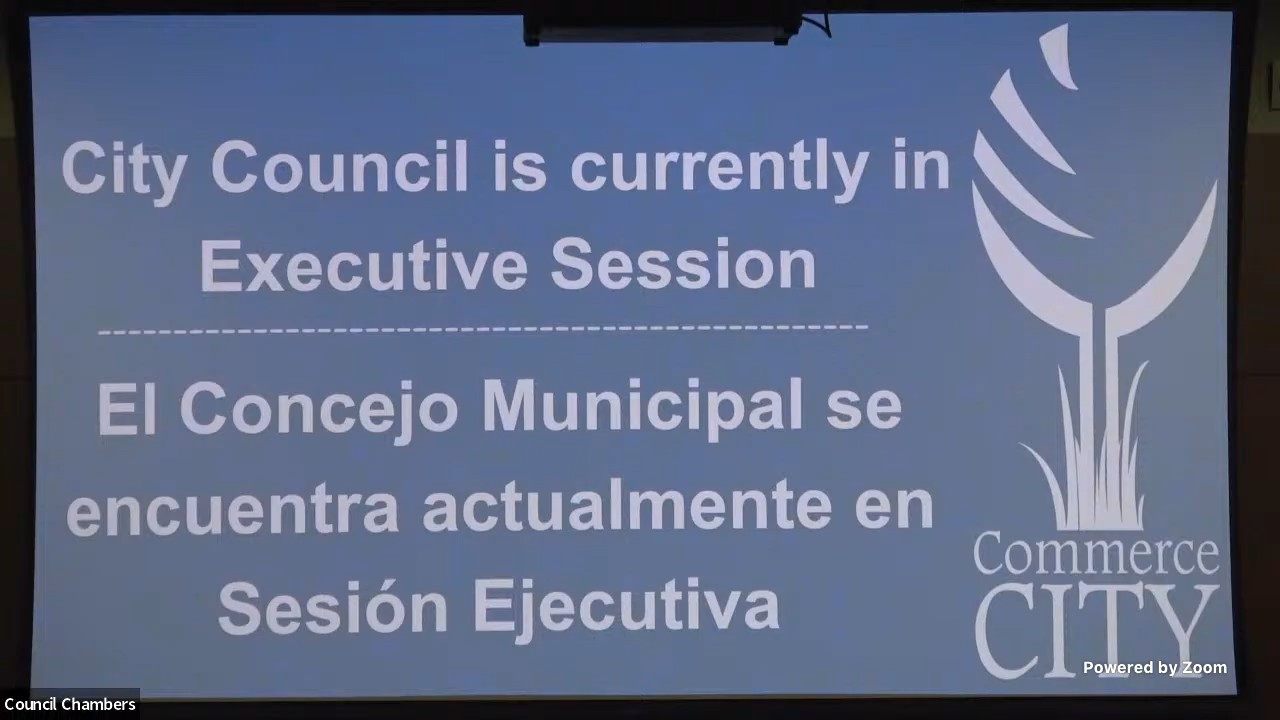 City Council is currently in
Executive Session
--------------------------------------------------
El Concejo Municipal se
encuentra actualmente en
Sesión Ejecutiva
Commerce
CITY
Powered by Zoom
Council Chambers